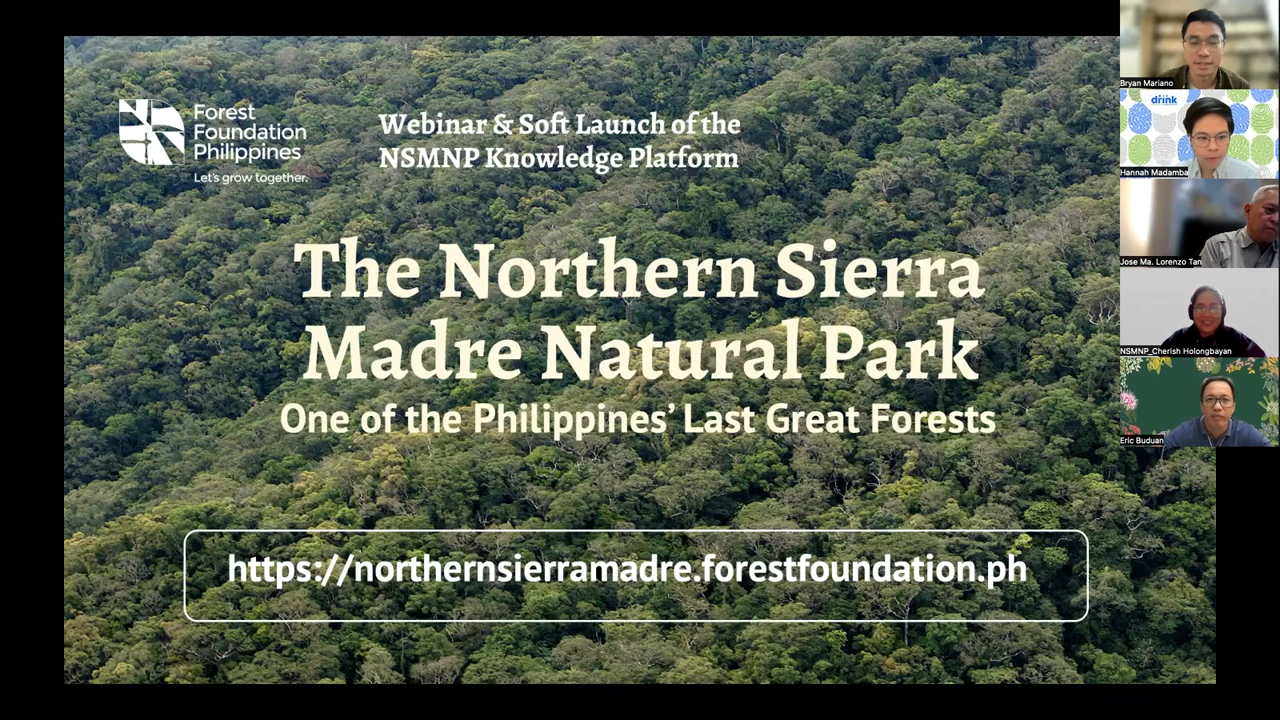 Forest
Foundation
Philippines
Let's grow together.
Webinar & Soft Launch of the
NSMNP Knowledge Platform
The Northern Sierra
Madre Natural Park
One of the Philippines' Last Great Forests
https://northernsierramadre.forestfoundation.ph
Bryan Mariano
drink
Hannah Madamba
Jose Ma. Lorenzo Tan
NSMNP_Cherish Holongbayan
Eric Buduan